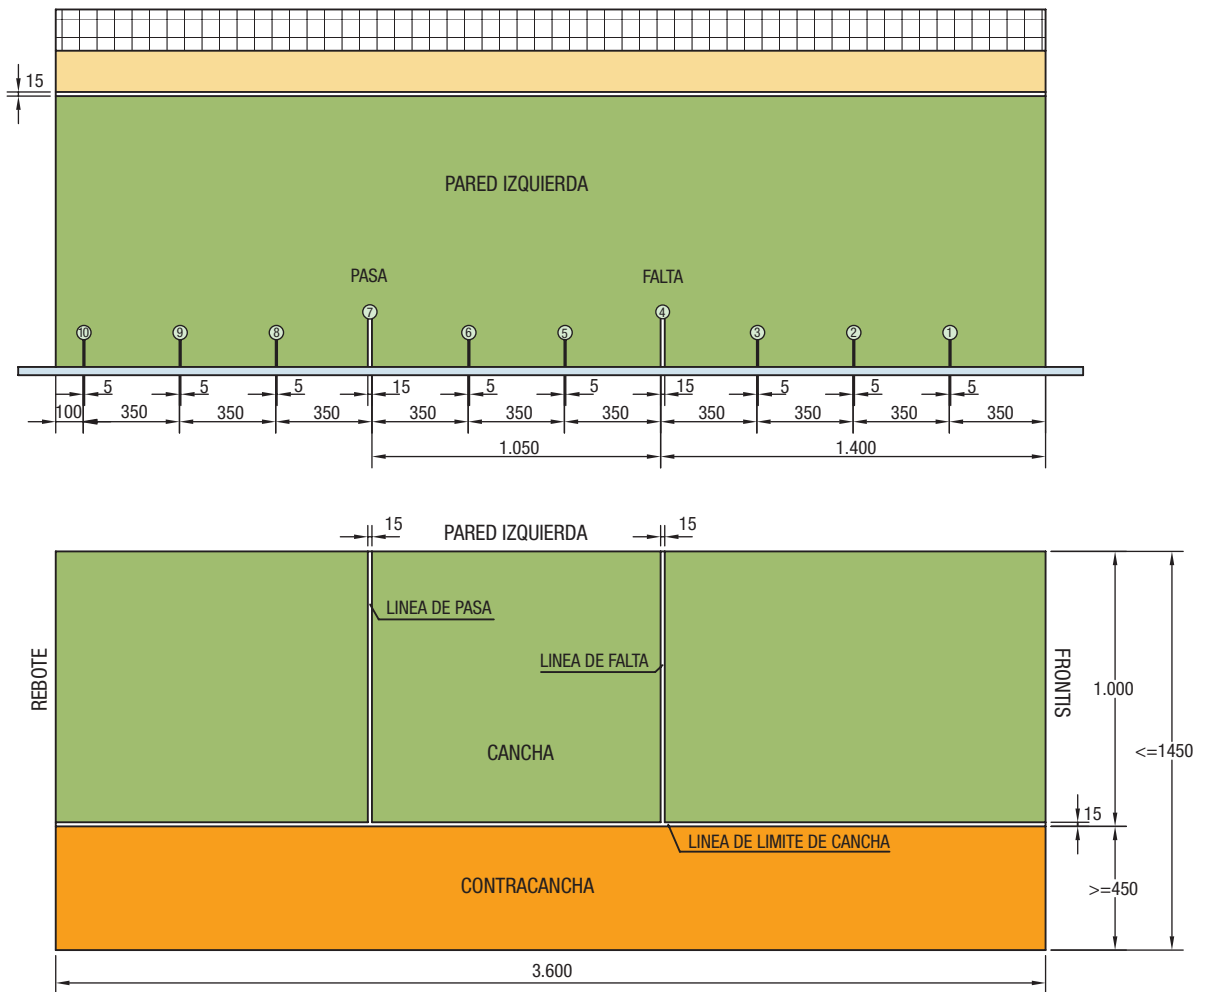 15
PARED IZQUIERDA
PASA
FALTA
10 9 8 7 6 5 4 3 2 1
5 5 5 15 5 5 15 5 5 5
100 350 350 350 350 350 350 350 350 350 350
1.050 1.400
15 PARED IZQUIERDA 15
LINEA DE PASA
LINEA DE FALTA
REBOTE
FRONTIS
1.000
CANCHA
<=1450
15
LINEA DE LIMITE DE CANCHA
CONTRACANCHA
>=450
3.600